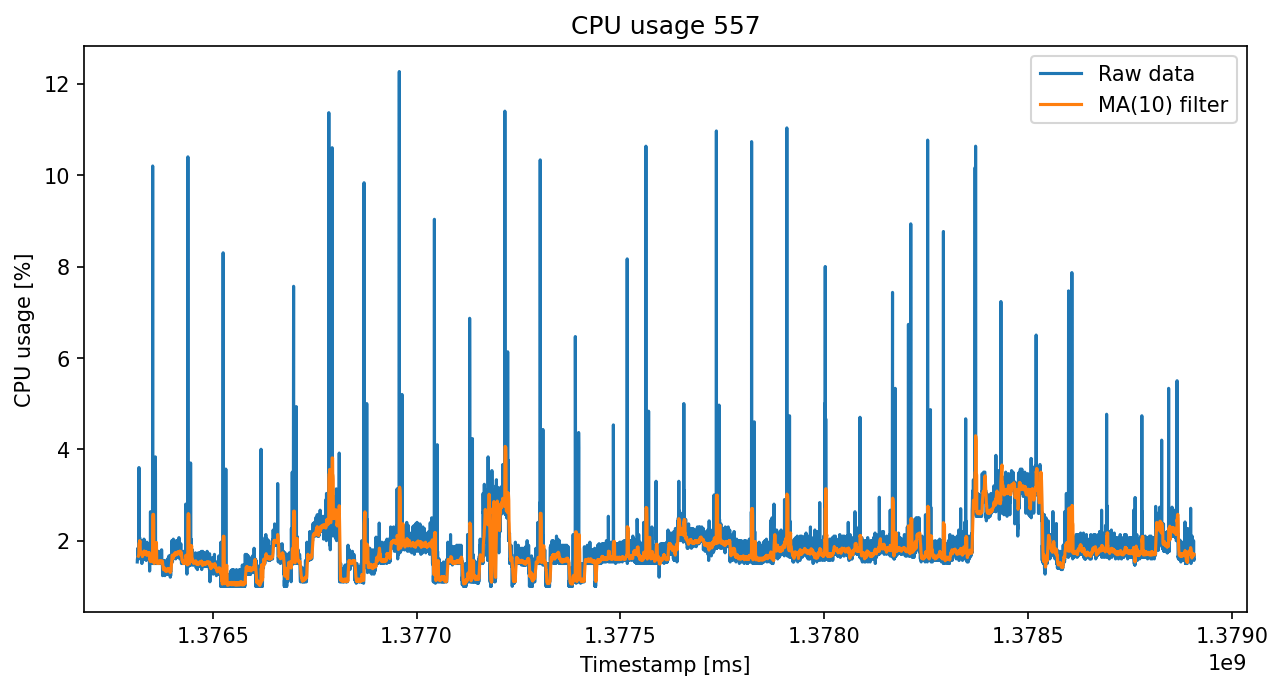 CPU usage 557
Raw data
MA(10) filter
CPU usage [%]
12
10
8
6
4
2
1.3765
1.3770
1.3775
1.3780
1.3785
1.3790
1e9
Timestamp [ms]